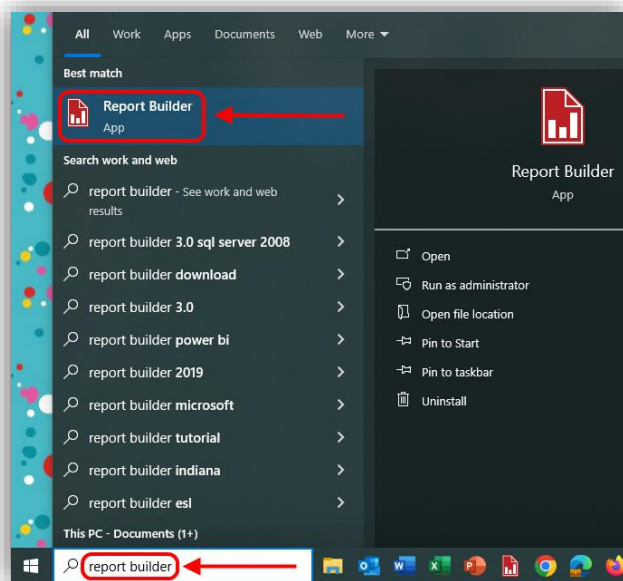 All Work Apps Documents Web More
Best match
Report Builder
App
Search work and web
report builder - See work and web
results
report builder 3.0 sql server 2008
report builder download
report builder 3.0
report builder power bi
report builder 2019
report builder microsoft
report builder tutorial
report builder indiana
report builder esl
This PC - Documents (1+)
report builder
Report Builder
App
Open
Run as administrator
Open file location
Pin to Start
Pin to taskbar
Uninstall